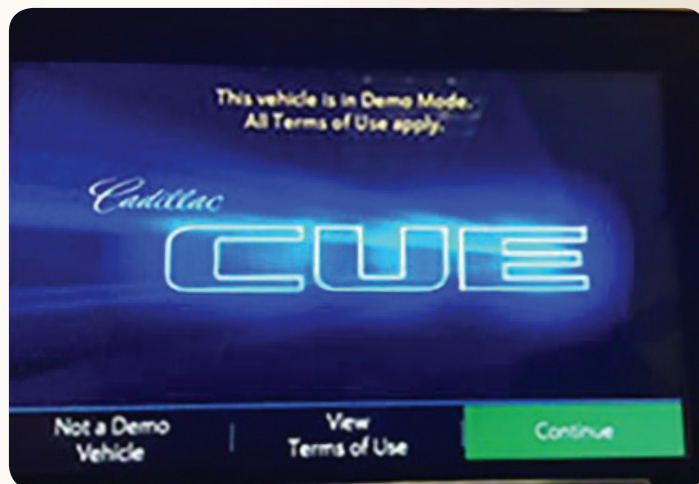 This vehicle is in Demo Mode.
All Terms of Use apply.
Cadillac
CUE
Not a Demo
Vehicle
View
Terms of Use
Continue